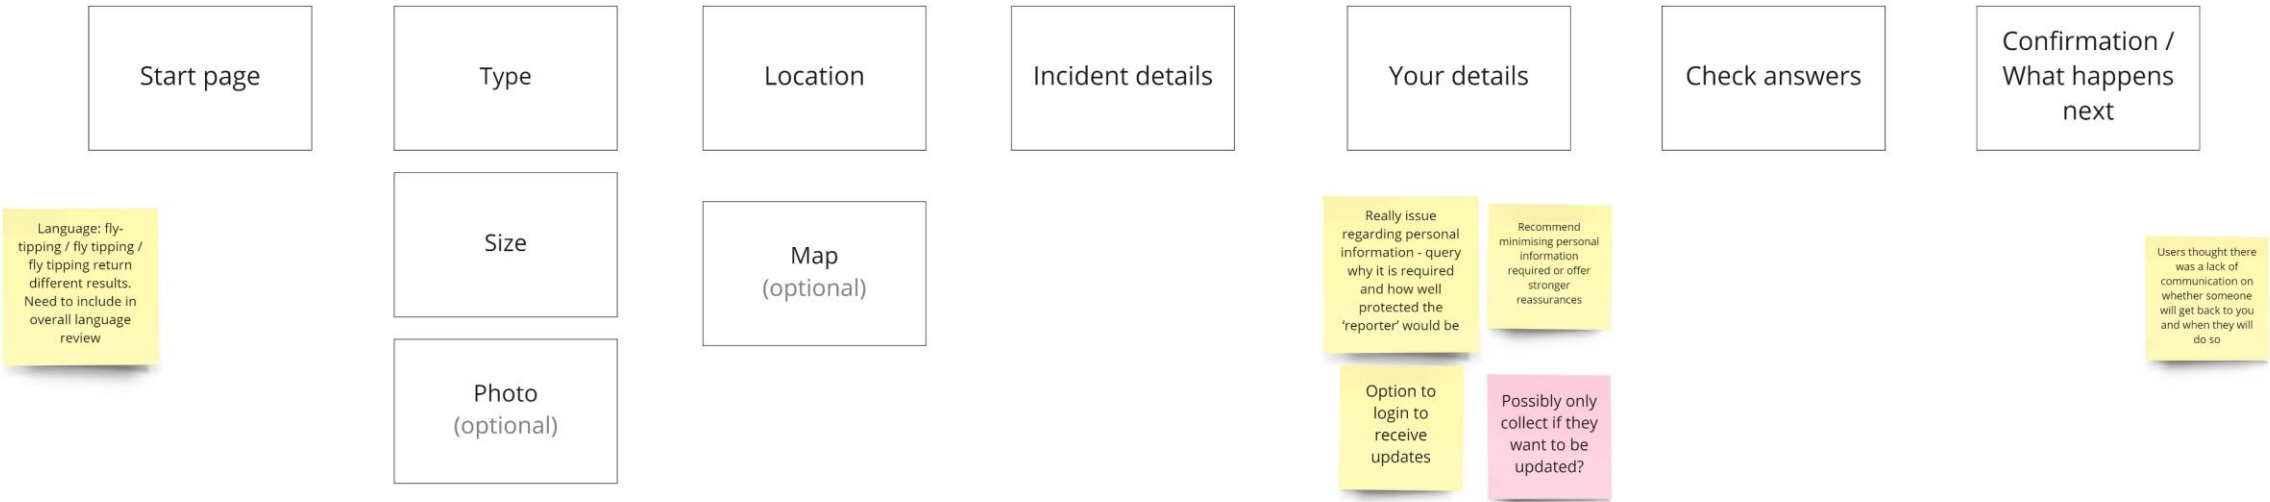 Start page
Type
Location
Incident details
Your details
Check answers
Confirmation /
What happens
next
Size
Photo
(optional)
Map
(optional)
Language: fly-
tipping / fly tipping /
fly tipping return
different results.
Need to include in
overall language
review
Really issue
regarding personal
information - query
why it is required
and how well
protected the
‘reporter’ would be
Recommend
minimising personal
information
required or offer
stronger
reassurances
Option to
login to
receive
updates
Possibly only
collect if they
want to be
updated?
Users thought there
was a lack of
communication on
whether someone
will get back to you
and when they will
do so